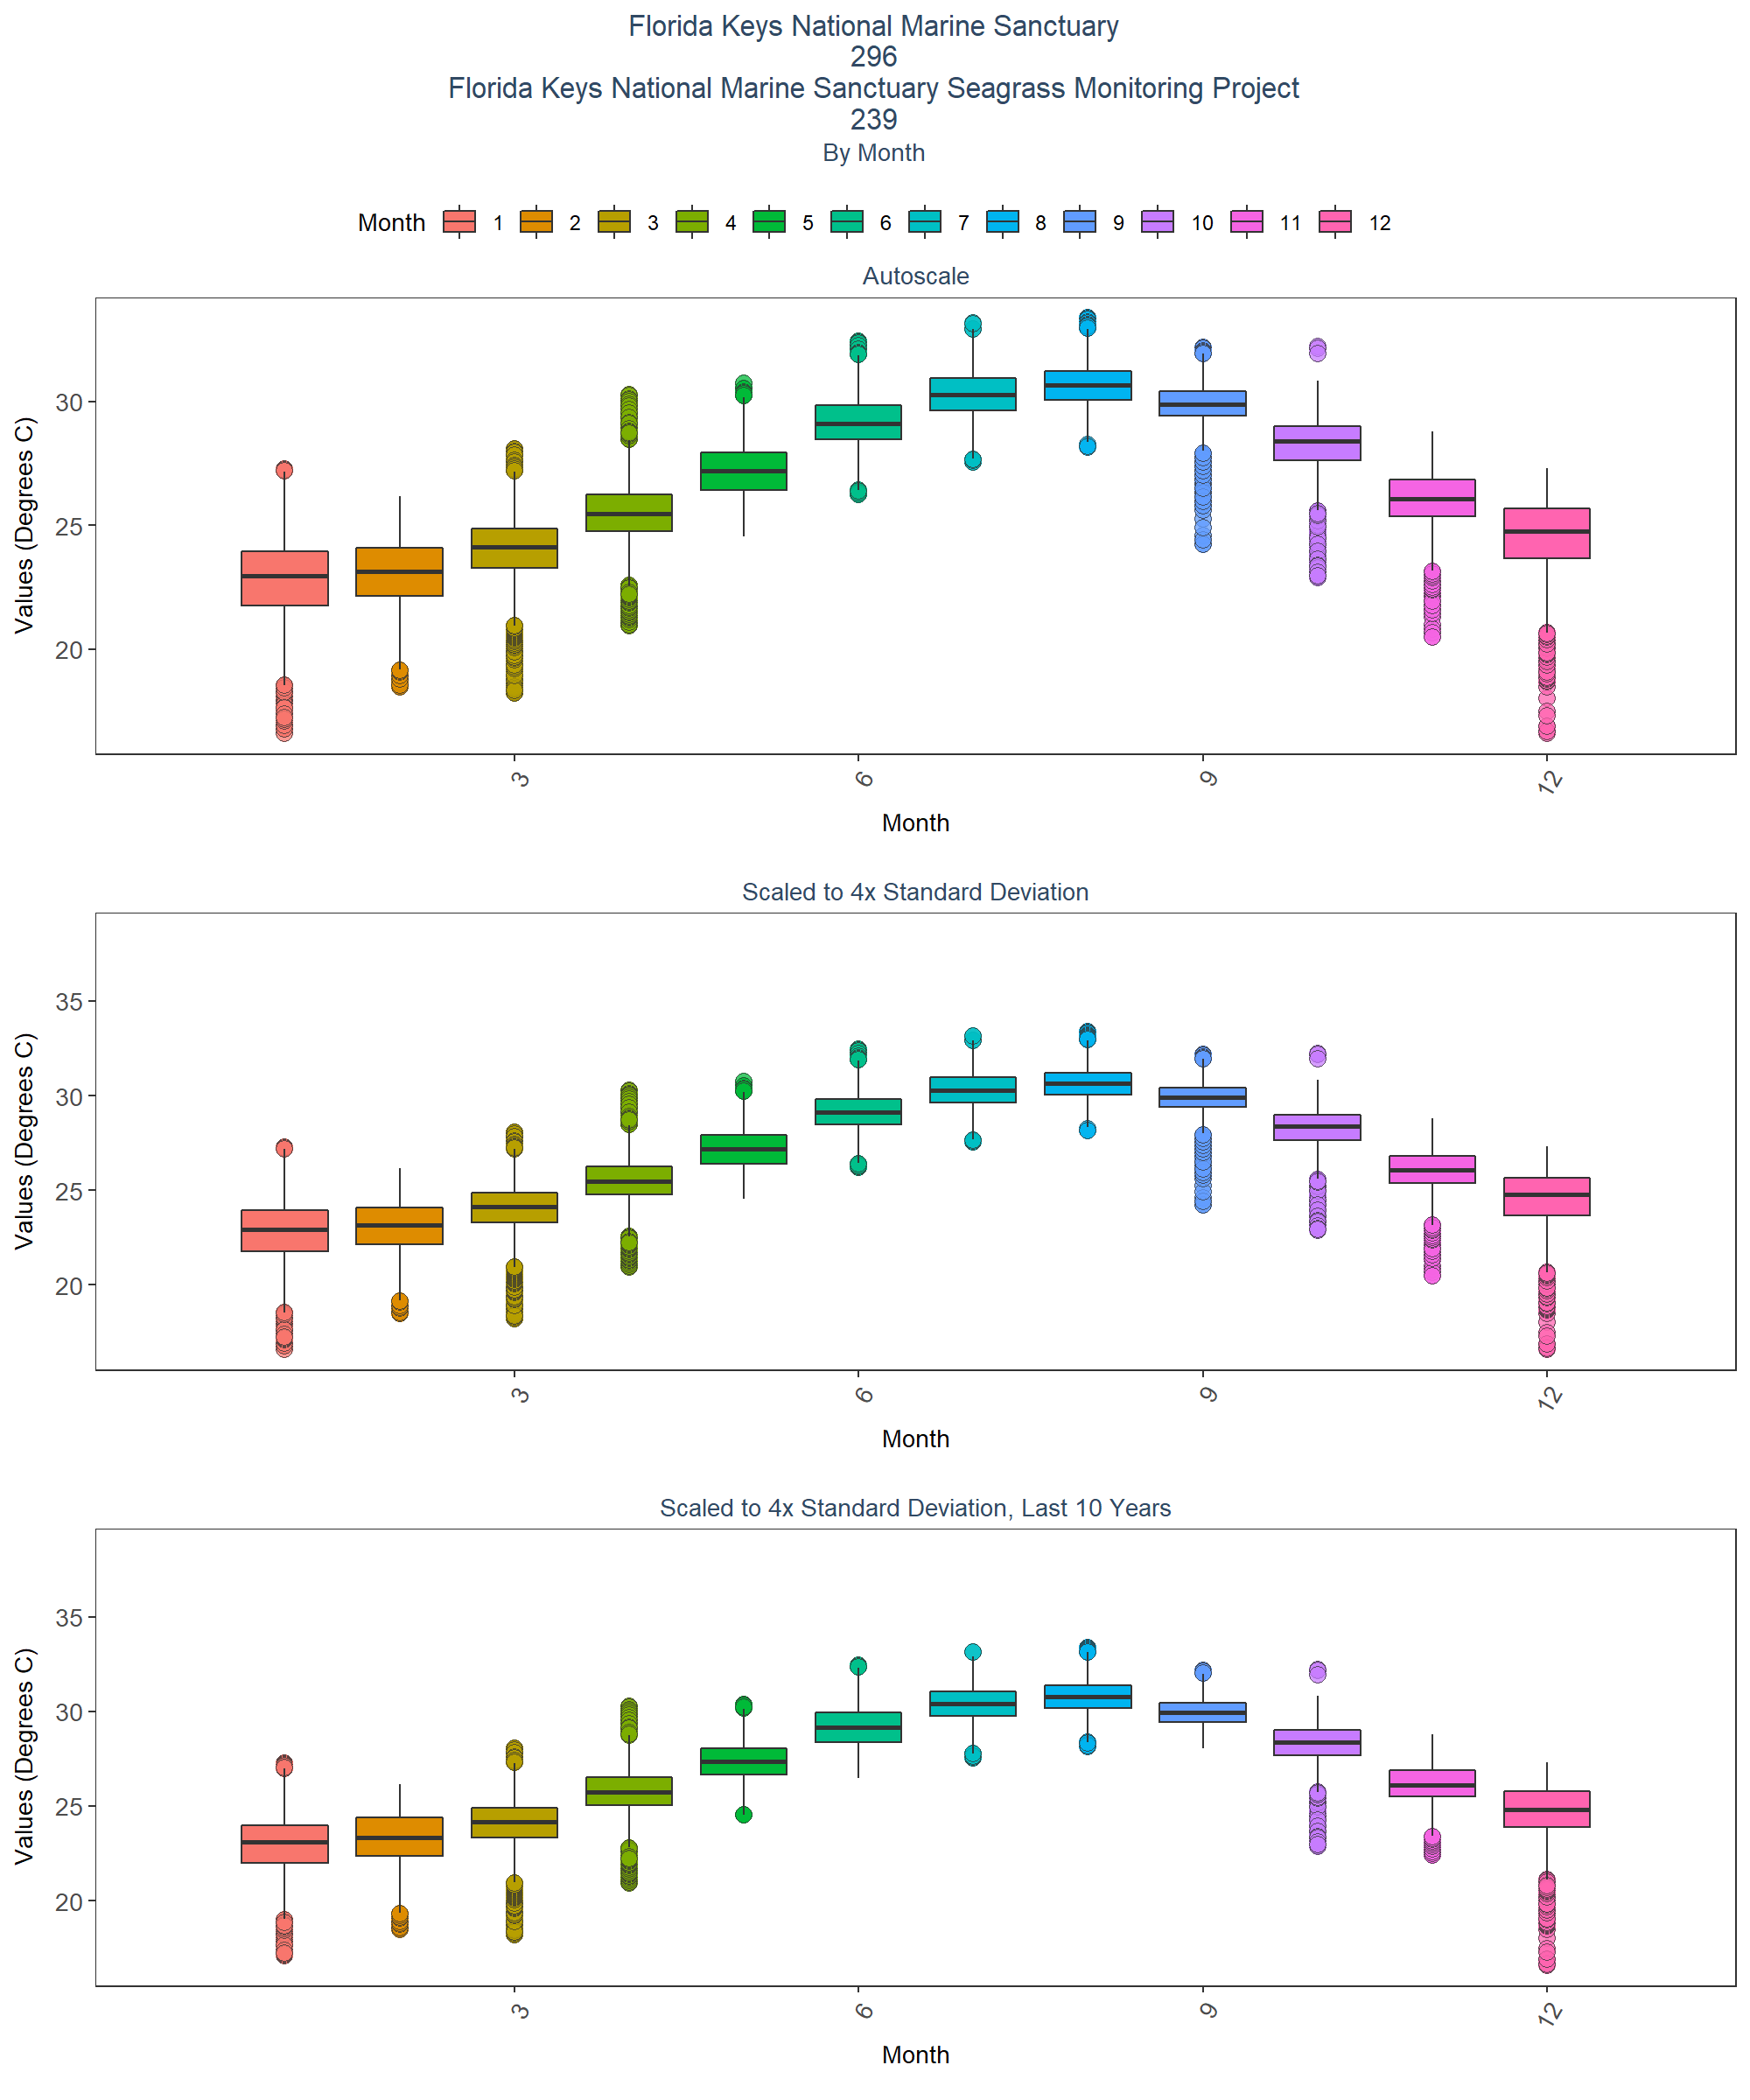 Florida Keys National Marine Sanctuary
296
Florida Keys National Marine Sanctuary Seagrass Monitoring Project
239
By Month
Month 1 2 3 4 5 6 7 8 9 10 11 12
Autoscale
Values (Degrees C)
30
25
20
3 6 9 12
Month
Scaled to 4x Standard Deviation
Values (Degrees C)
35
30
25
20
3 6 9 12
Month
Scaled to 4x Standard Deviation, Last 10 Years
Values (Degrees C)
35
30
25
20
3 6 9 12
Month